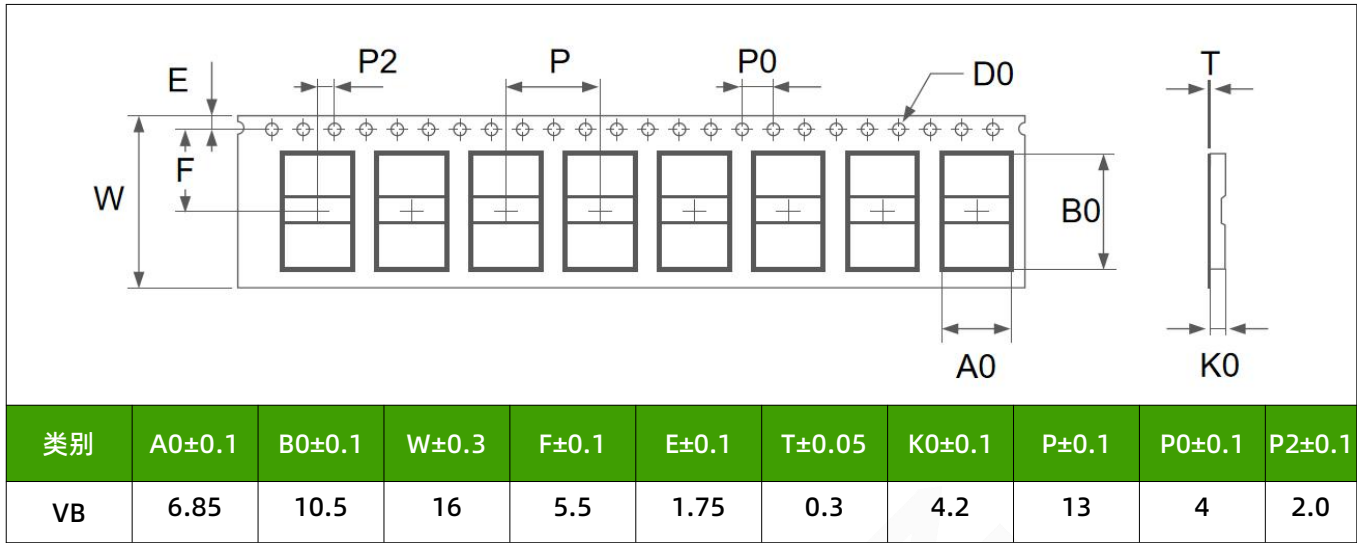 P2
P
P0
D0
T
E
F
W
B0
A0
K0
类别 A0±0.1 B0±0.1 W±0.3 F±0.1 E±0.1 T±0.05 K0±0.1 P±0.1 P0±0.1 P2±0.1
VB 6.85 10.5 16 5.5 1.75 0.3 4.2 13 4 2.0